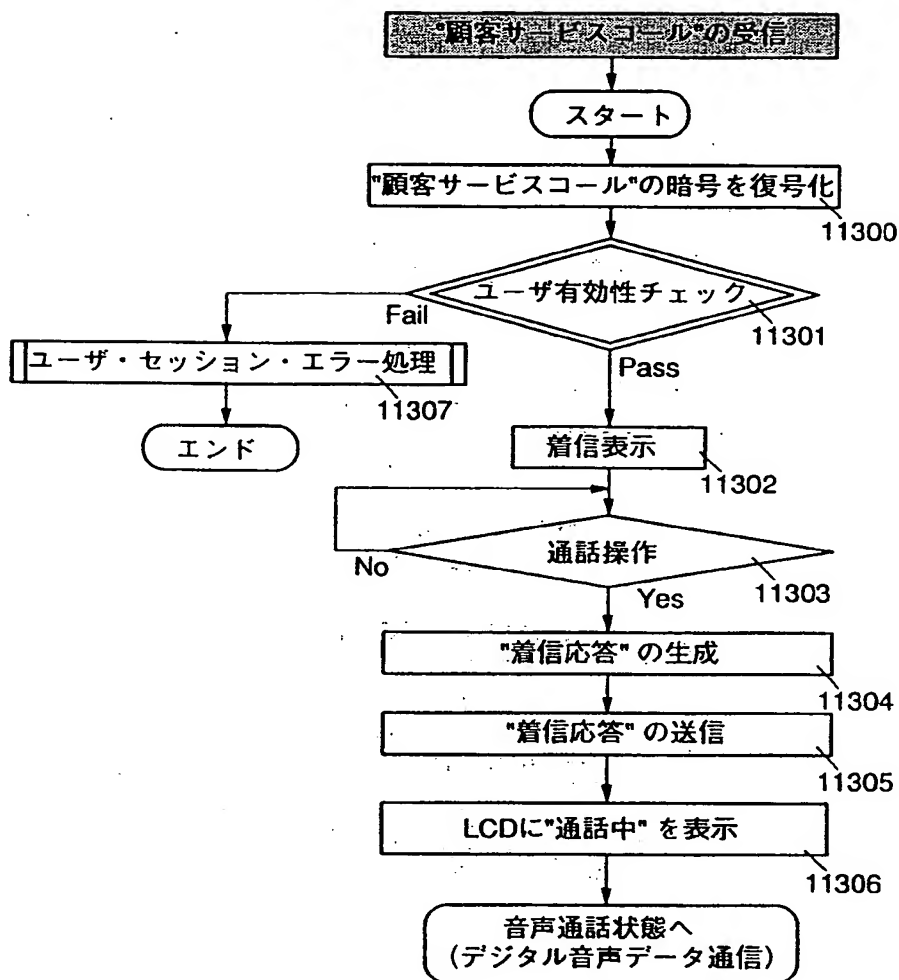 "顧客サービスコール"の受信
スタート
"顧客サービスコール"の暗号を復号化
11300
ユーザ有効性チェック
11301
Fail
Pass
ユーザ・セッション・エラー処理
11307
エンド
着信表示
11302
通話操作
11303
No
Yes
"着信応答" の生成
11304
"着信応答" の送信
11305
LCDに"通話中" を表示
11306
音声通話状態へ
(デジタル音声データ通信)